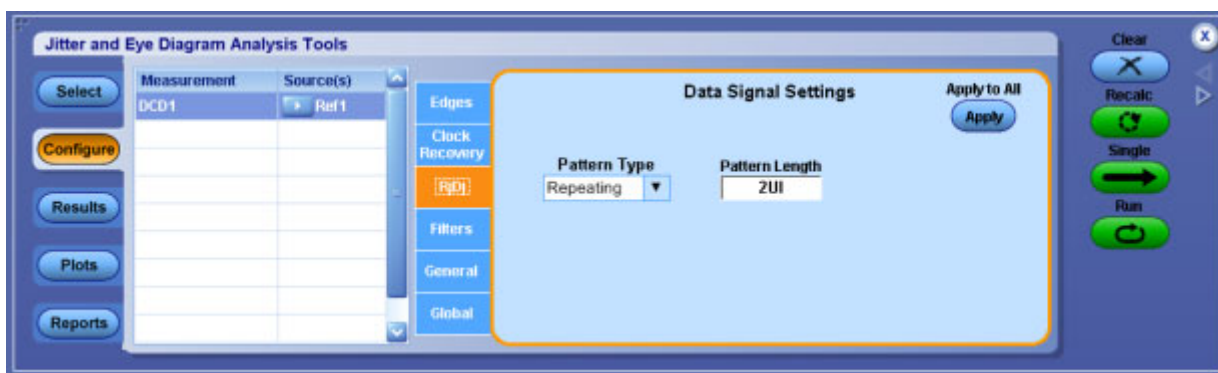 Jitter and Eye Diagram Analysis Tools
Select
Configure
Results
Plots
Reports
Measurement Source(s)
DCD1 Ref1
Edges
Clock
Recovery
RjDj
Filters
General
Global
Data Signal Settings
Apply to All
Apply
Pattern Type
Repeating
Pattern Length
2UI
Clear
X
Recalc
Single
Run